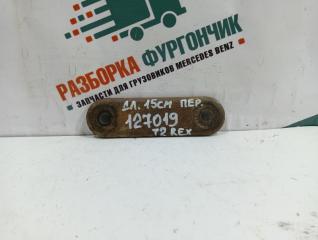 РАЗБОРКА ФУРГОНЧИК
ЗАПЧАСТИ ДЛЯ ГРУЗОВИКОВ MERCEDES BENZ
ДЛ. 15СМ ПЕР.
127019
T2 REX